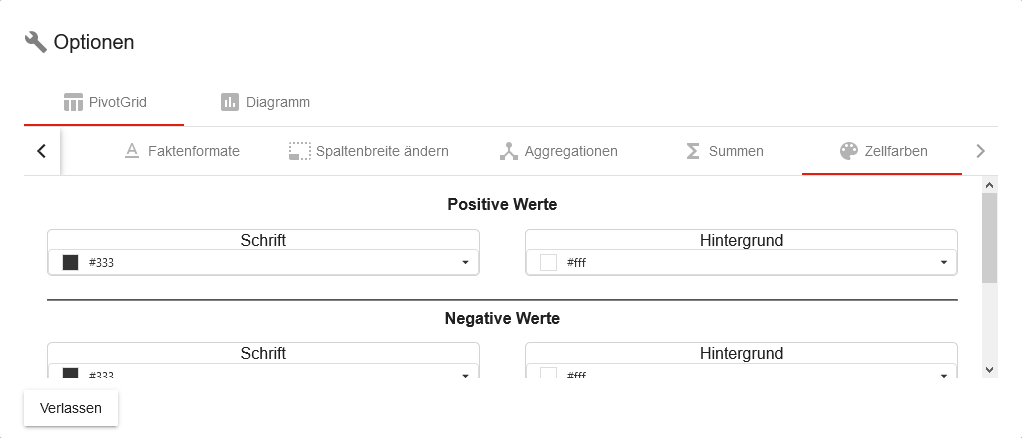 Optionen
PivotGrid Diagramm
Faktenformate Spaltenbreite ändern Aggregationen Summen Zellfarben
Positive Werte
Schrift Hintergrund
#333 #fff
Negative Werte
Schrift Hintergrund
#333 #fff
Verlassen